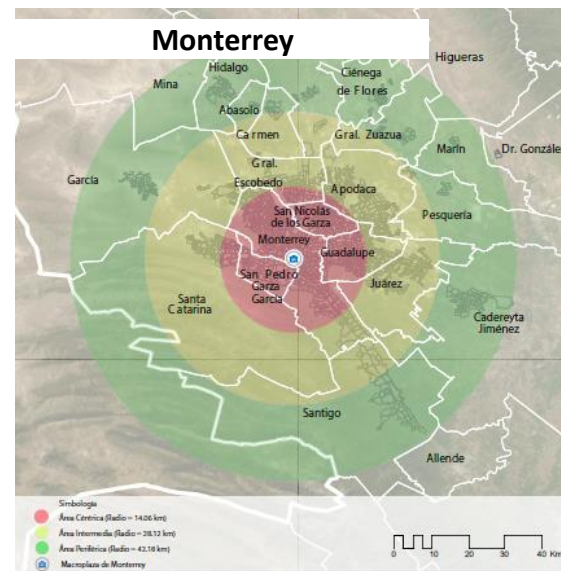 Monterrey
Higueras
Hidalgo
Ciénega
de Flores
Mina
Abasolo
Carmen
Gral. Zuazua
Marín
Dr. Gonzále
Gral.
Escobedo
García
Apodaca
San Nicolás
de los Garza
Pesquería
Monterrey
Guadalupe
San Pedro
Garza
García
Juárez
Santa
Catarina
Cadereyta
Jiménez
Santigo
Allende
Simbología
Área Céntrica (Radio = 14.06 km)
Área Intermedia (Radio = 28.12 km)
Área Periférica (Radio = 42.18 km)
Macroplaza de Monterrey
0 10 20 40 Km